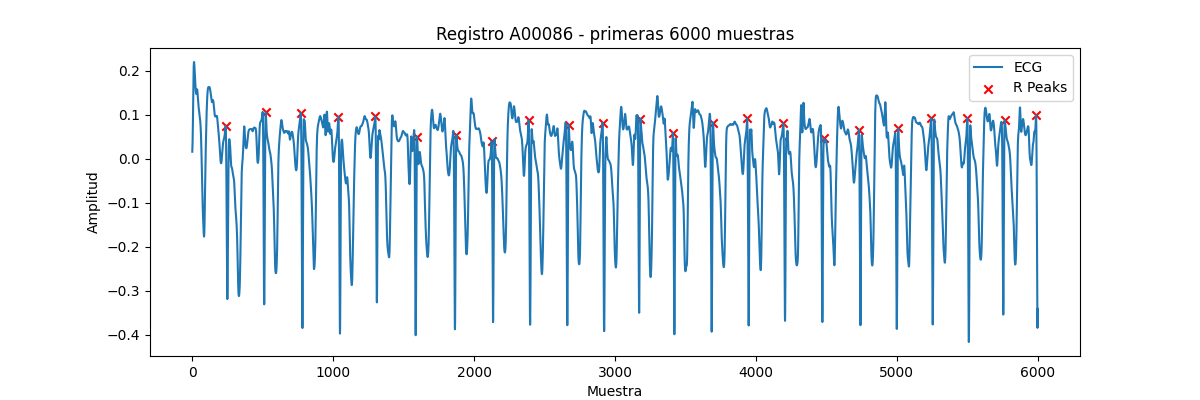 Registro A00086 - primeras 6000 muestras
ECG
R Peaks
Amplitud
0.2
0.1
0.0
−0.1
−0.2
−0.3
−0.4
0 1000 2000 3000 4000 5000 6000
Muestra